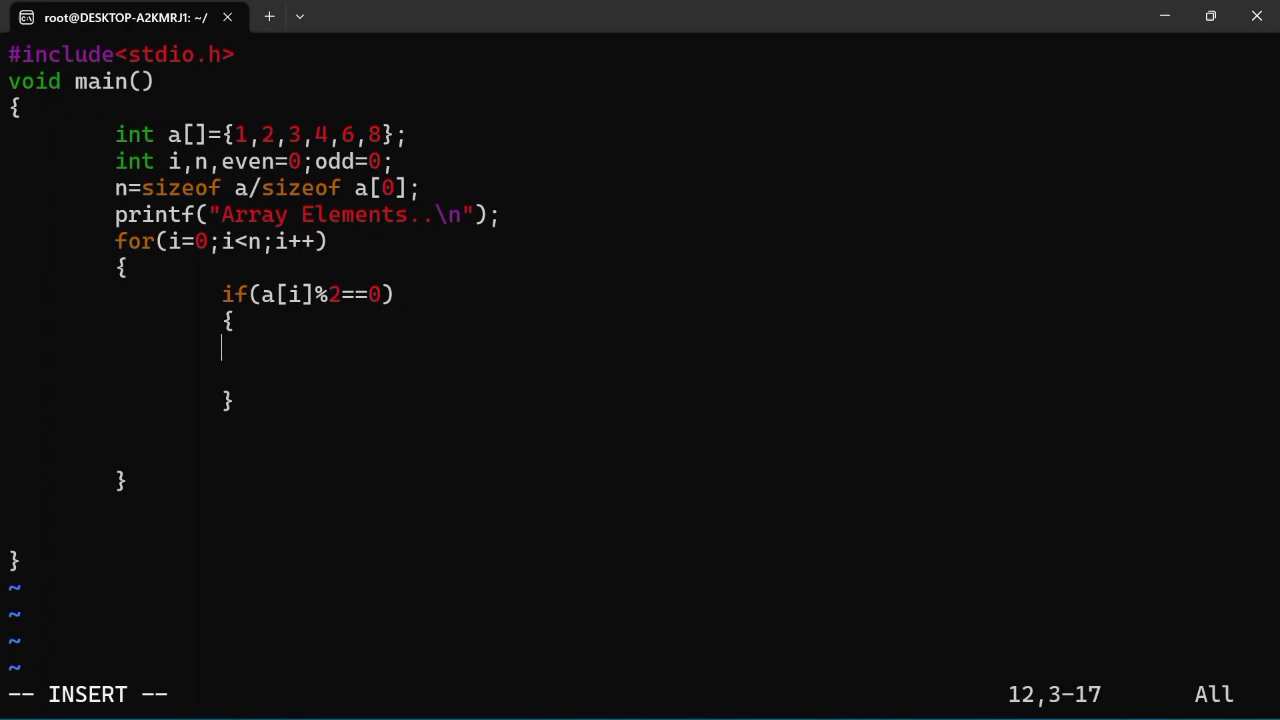 root@DESKTOP-A2KMRJ1: ~/
#include<stdio.h>
void main()
{
int a[]={1,2,3,4,6,8};
int i,n,even=0;odd=0;
n=sizeof a/sizeof a[0];
printf("Array Elements..\n");
for(i=0;i<n;i++)
{
if(a[i]%2==0)
{
}
}
}
~
~
~
~
-- INSERT -- 12,3-17 All